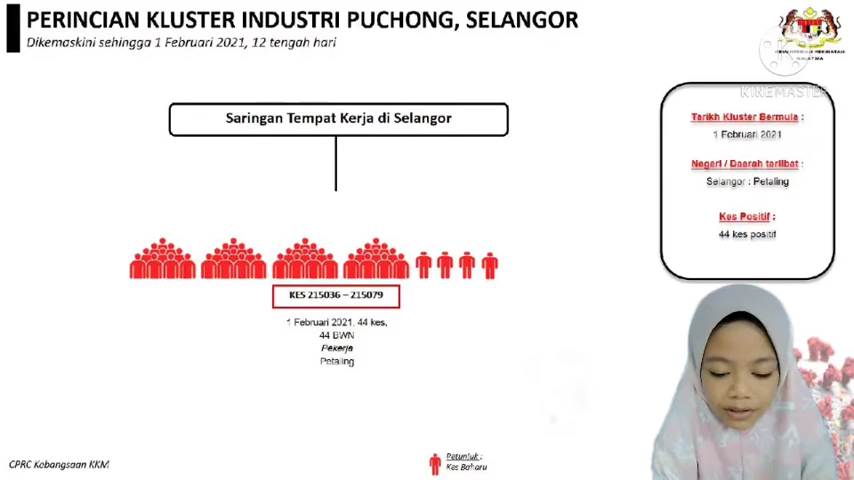 PERINCIAN KLUSTER INDUSTRI PUCHONG, SELANGOR
Dikemaskini sehingga 1 Februari 2021, 12 tengah hari
KINEMASTER
Saringan Tempat Kerja di Selangor
Tarikh Kluster Bermula :
1 Februari 2021
Negeri / Daerah terlibat :
Selangor : Petaling
Kes Positif :
44 kes positif
KES 215036 – 215079
1 Februari 2021, 44 kes,
44 BWN
Pekerja
Petaling
Petunjuk :
Kes Baharu
CPRC Kebangsaan KKM